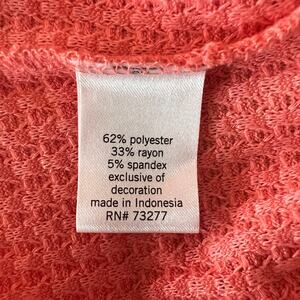 62% polyester
33% rayon
5% spandex
exclusive of
decoration
made in Indonesia
RN# 73277